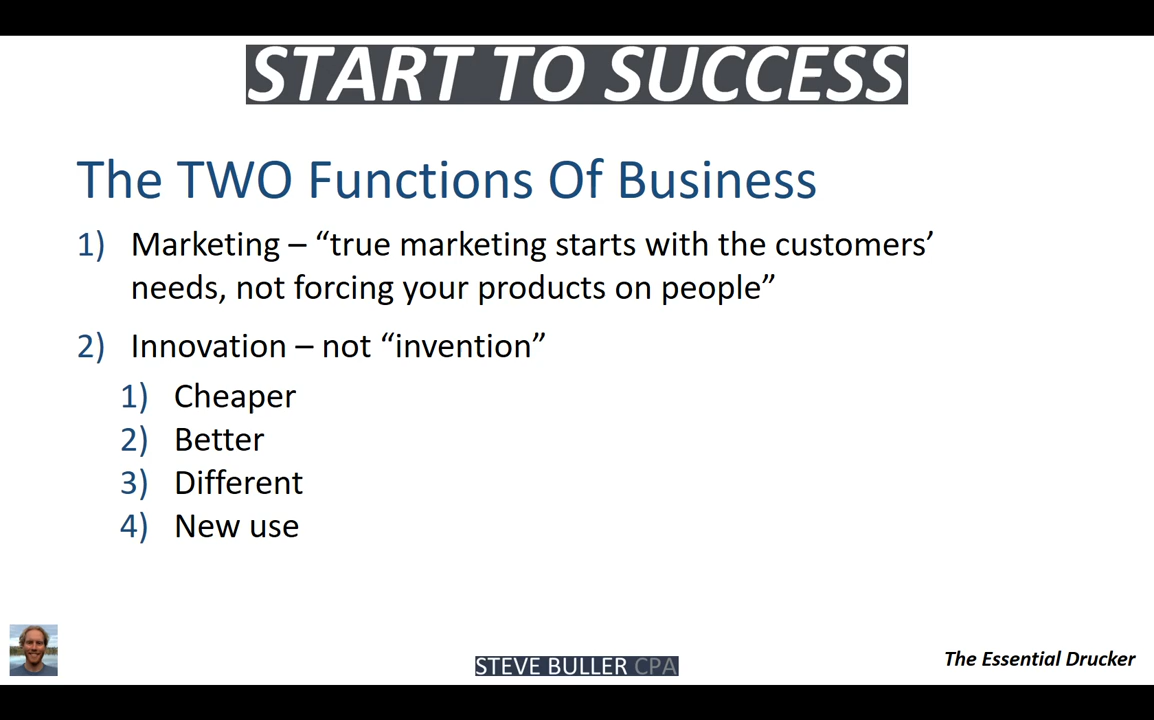 START TO SUCCESS
The TWO Functions Of Business
1) Marketing – “true marketing starts with the customers’
needs, not forcing your products on people”
2) Innovation – not “invention”
1) Cheaper
2) Better
3) Different
4) New use
STEVE BULLER CPA
The Essential Drucker